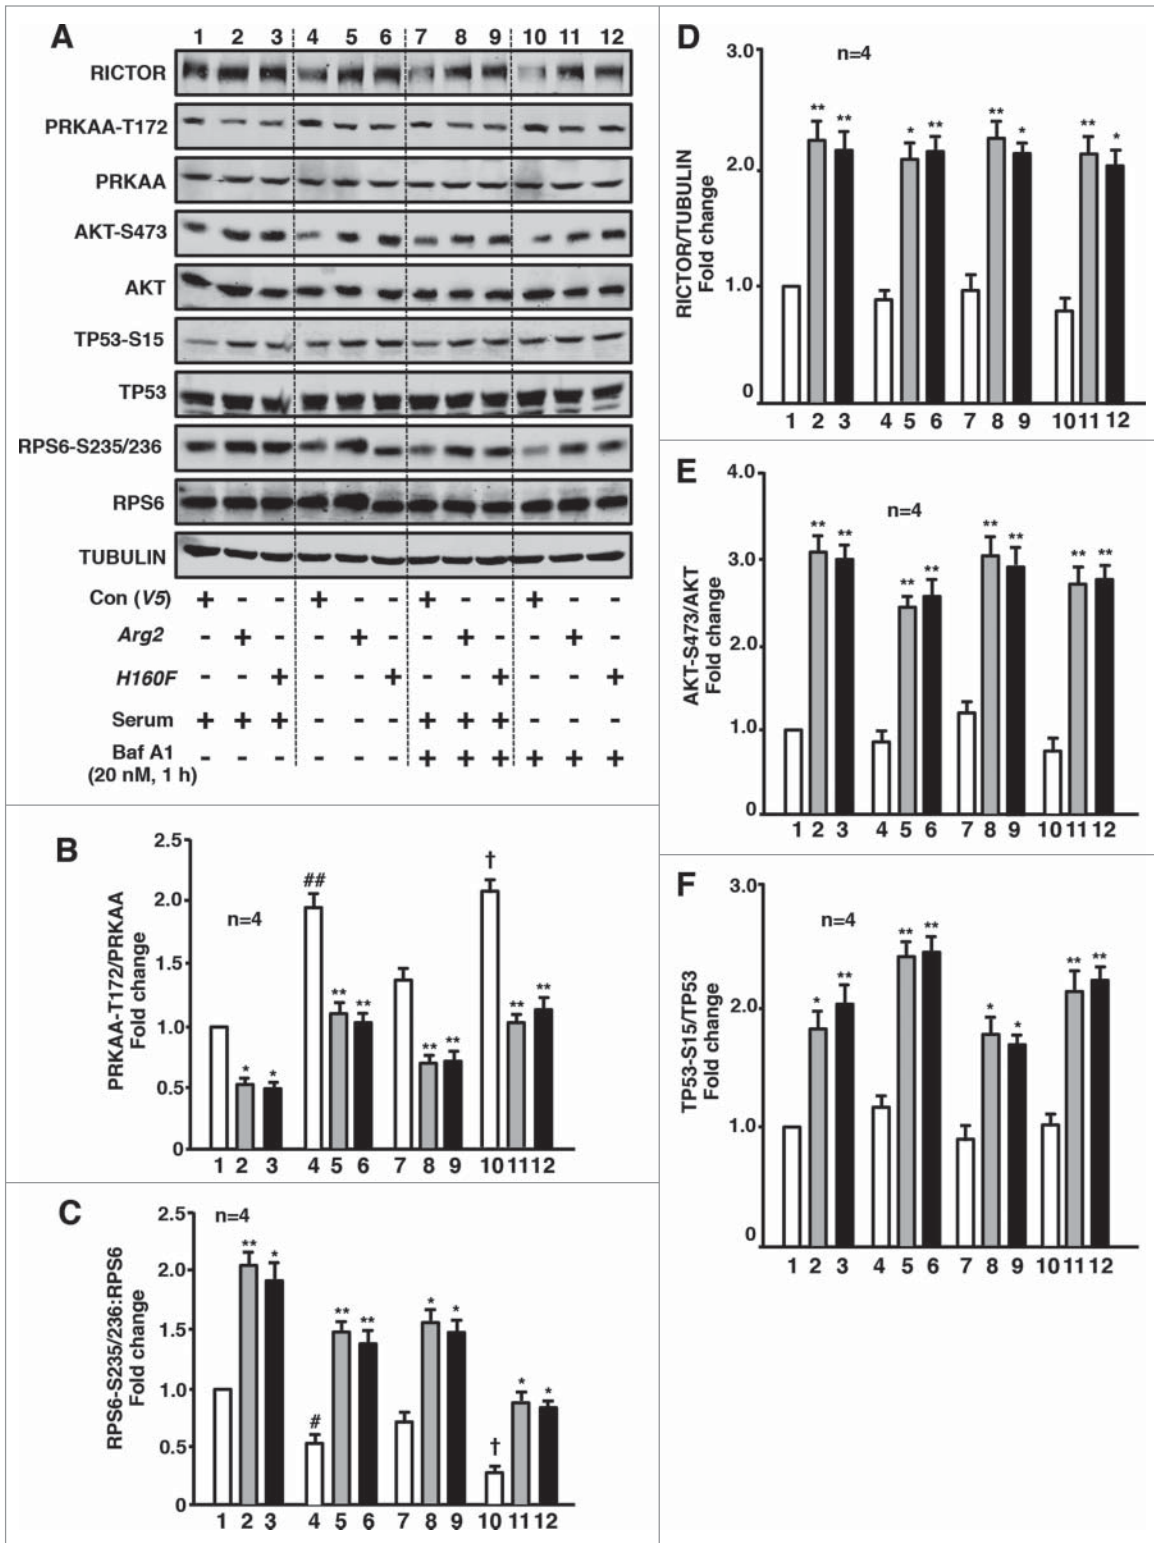 A
1 2 3 4 5 6 7 8 9 10 11 12
RICTOR
PRKAA-T172
PRKAA
AKT-S473
AKT
TP53-S15
TP53
RPS6-S235/236
RPS6
TUBULIN
Con (V5) + - - + - - + - - + - -
Arg2 - + - - + - - + - - + -
H160F - - + - - + - - + - - +
Serum + + + - - - + + + - - -
Baf A1 - - - - - - + + + + + +
(20 nM, 1 h)
B
PRKAA-T172/PRKAA
Fold change
2.5
2.0
1.5
1.0
0.5
0
n=4
* * ## ** ** ** ** † ** **
1 2 3 4 5 6 7 8 9 10 11 12
C
RPS6-S235/236:RPS6
Fold change
2.5
2.0
1.5
1.0
0.5
0
n=4
** * # ** ** * * † * *
1 2 3 4 5 6 7 8 9 10 11 12
D
RICTOR/TUBULIN
Fold change
3.0
2.0
1.0
0
n=4
** ** * ** ** * ** *
1 2 3 4 5 6 7 8 9 10 11 12
E
AKT-S473/AKT
Fold change
4.0
3.0
2.0
1.0
0
n=4
** ** ** ** ** ** ** **
1 2 3 4 5 6 7 8 9 10 11 12
F
TP53-S15/TP53
Fold change
3.0
2.0
1.0
0
n=4
* ** ** ** * * ** **
1 2 3 4 5 6 7 8 9 10 11 12